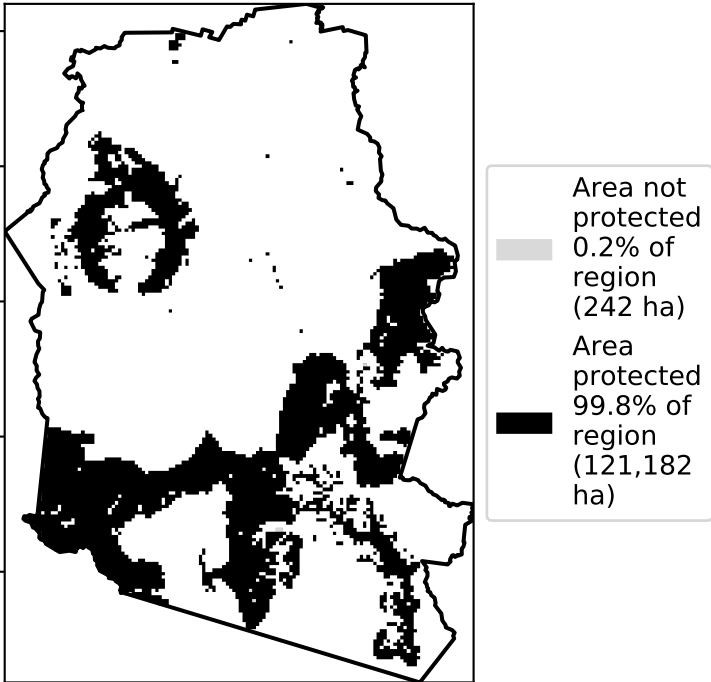 Area not
protected
0.2% of
region
(242 ha)
Area
protected
99.8% of
region
(121,182
ha)